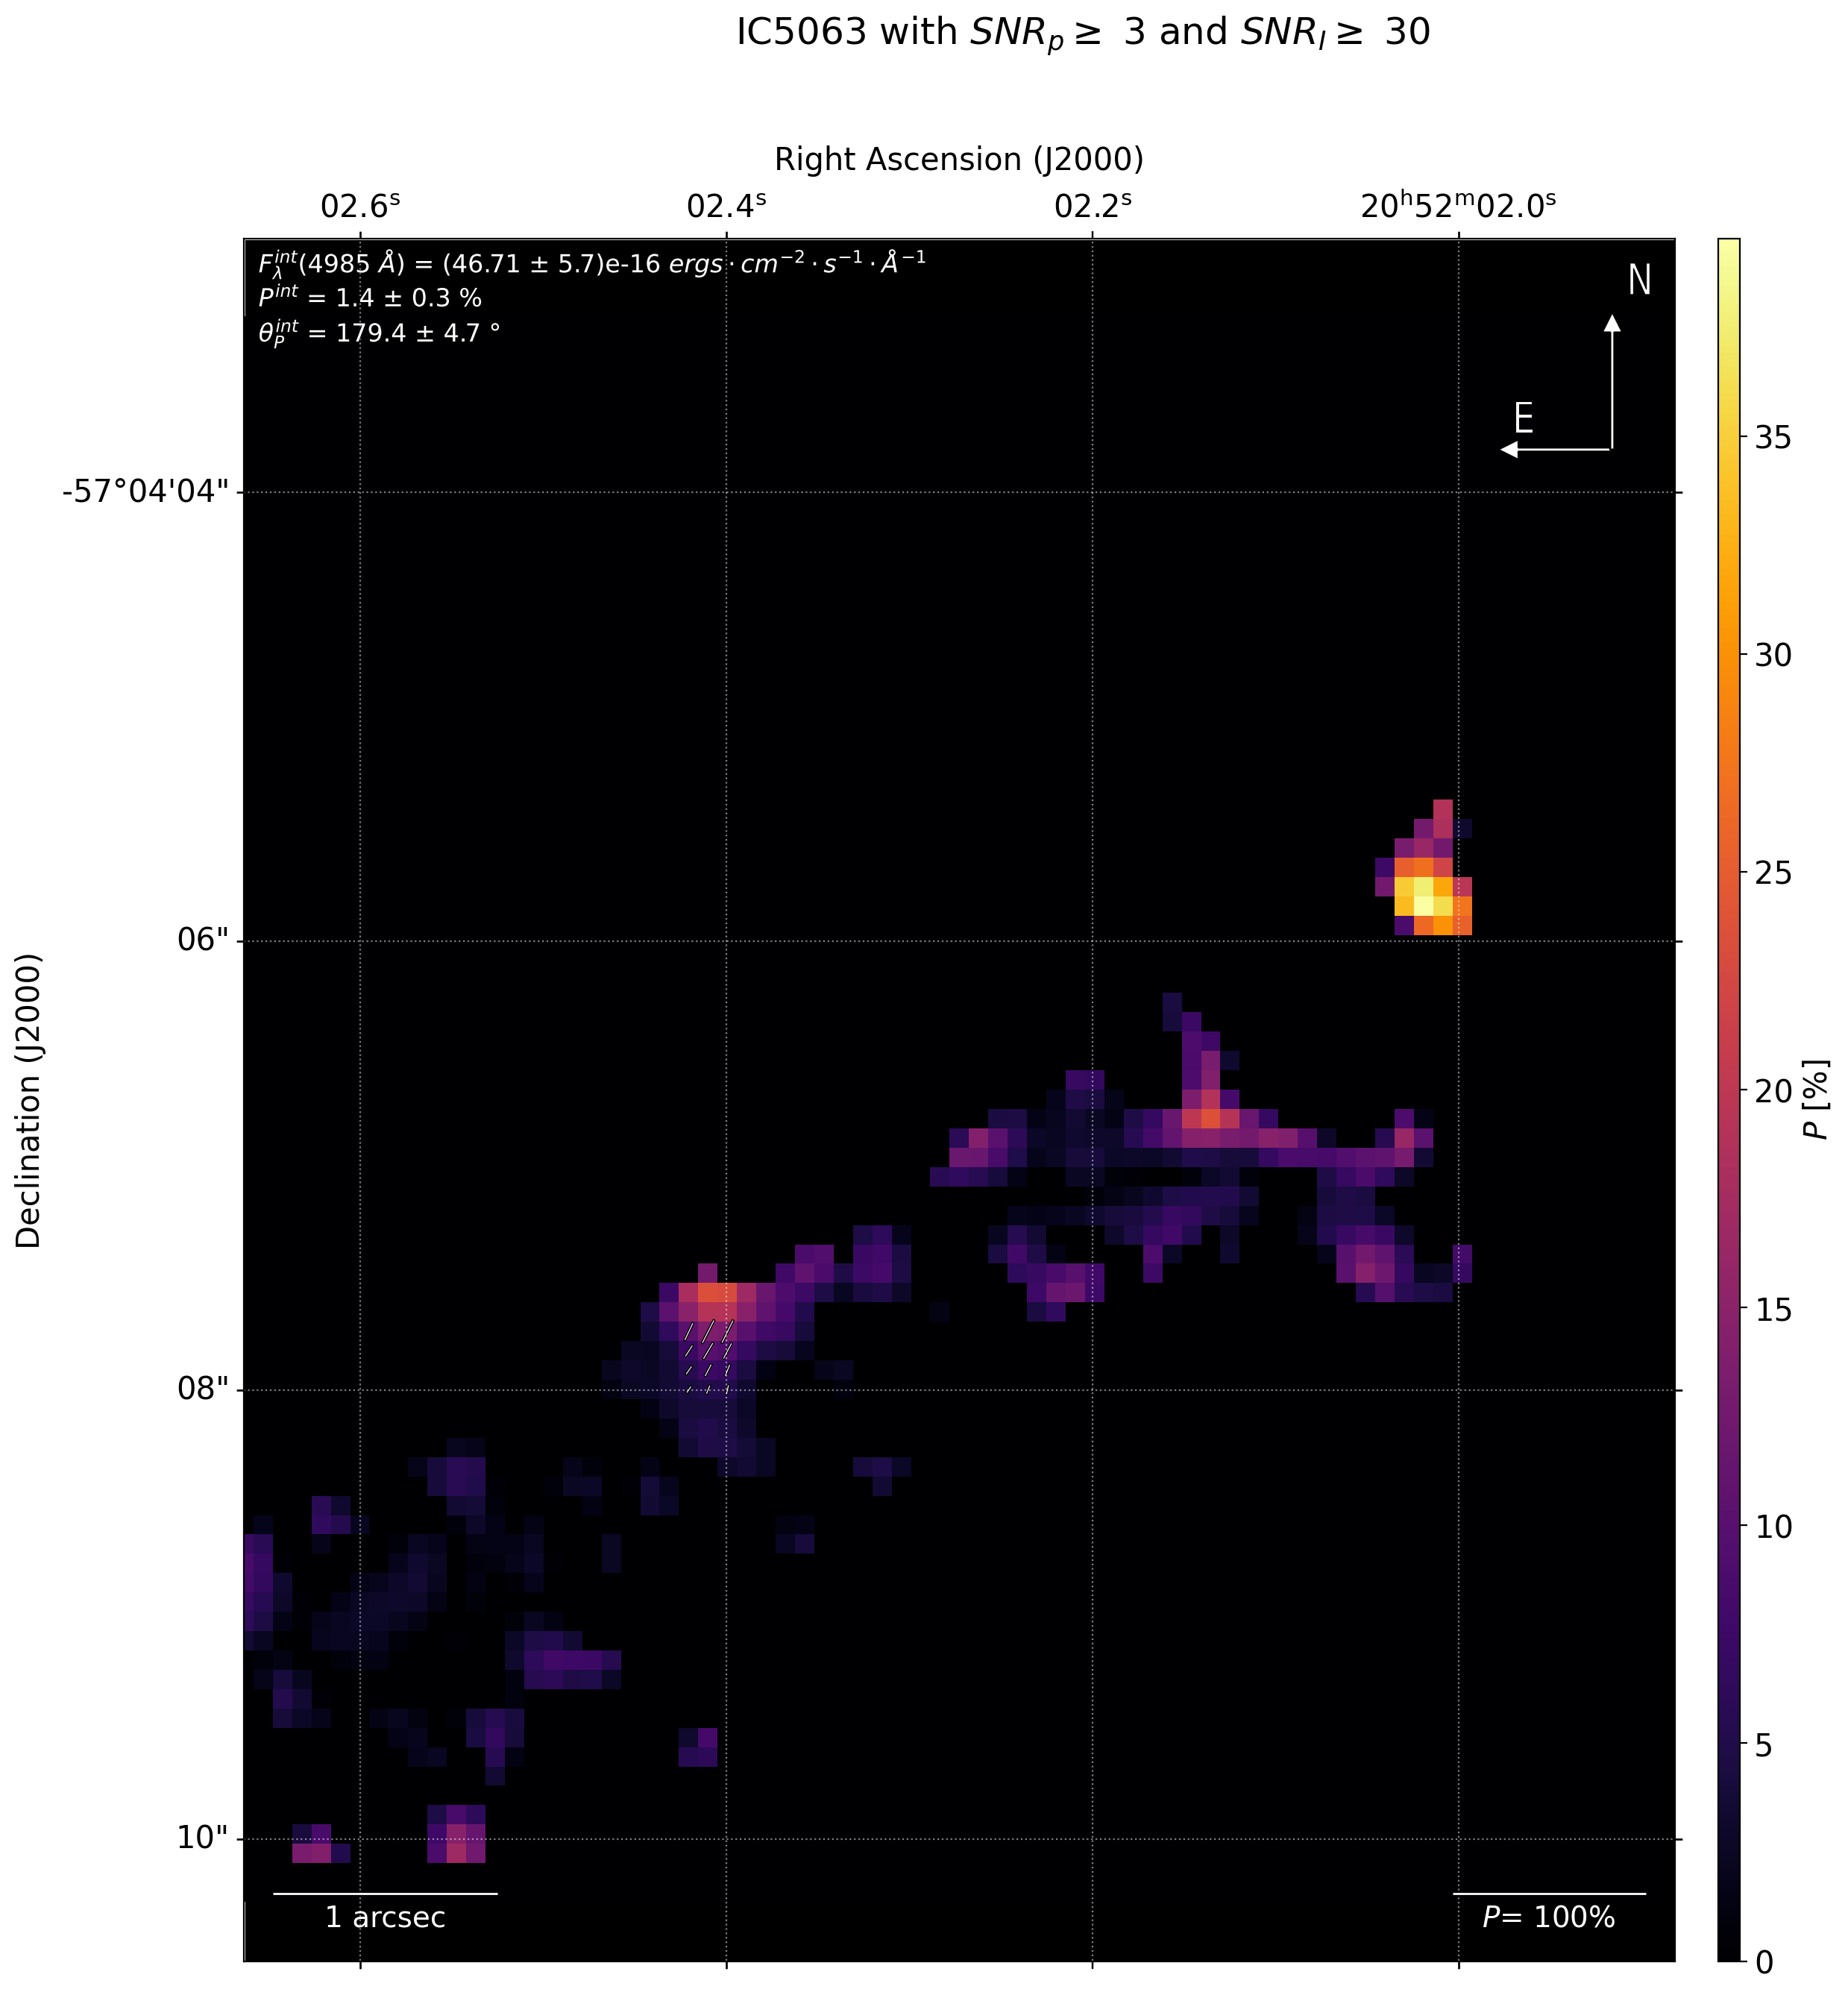 IC5063 with SNR_p ≥ 3 and SNR_I ≥ 30
Right Ascension (J2000)
02.6ˢ 02.4ˢ 02.2ˢ 20ʰ52ᵐ02.0ˢ
F_λ^int(4985 Å) = (46.71 ± 5.7)e-16 ergs · cm⁻² · s⁻¹ · Å⁻¹
P^int = 1.4 ± 0.3 %
θ_P^int = 179.4 ± 4.7 °
N
E
-57°04'04"
06"
08"
10"
Declination (J2000)
1 arcsec
P= 100%
35
30
25
20
15
10
5
0
P [%]